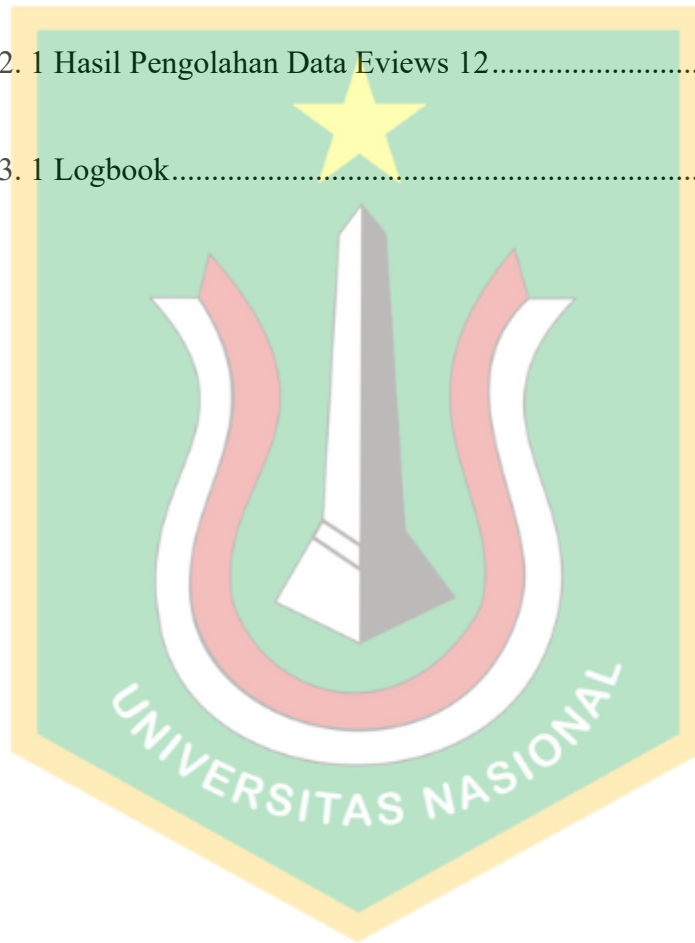 2. 1 Hasil Pengolahan Data Eviews 12............................
3. 1 Logbook....................................................................
UNIVERSITAS NASIONAL